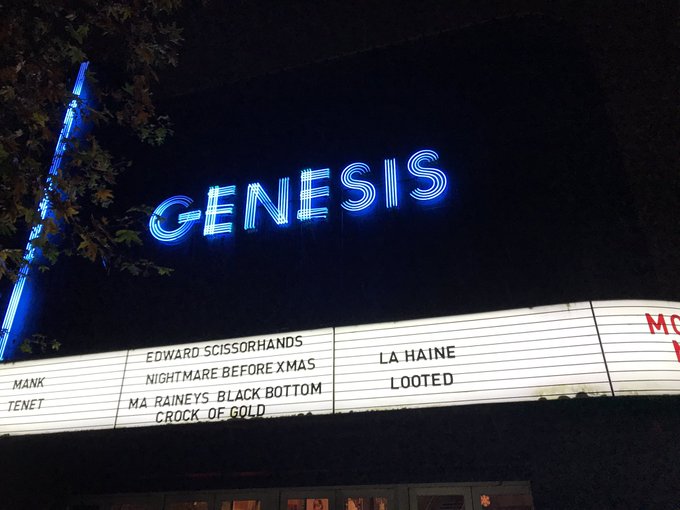 GENESIS
MANK
TENET
EDWARD SCISSORHANDS
NIGHTMARE BEFORE XMAS
MA RAINEYS BLACK BOTTOM
CROCK OF GOLD
LA HAINE
LOOTED